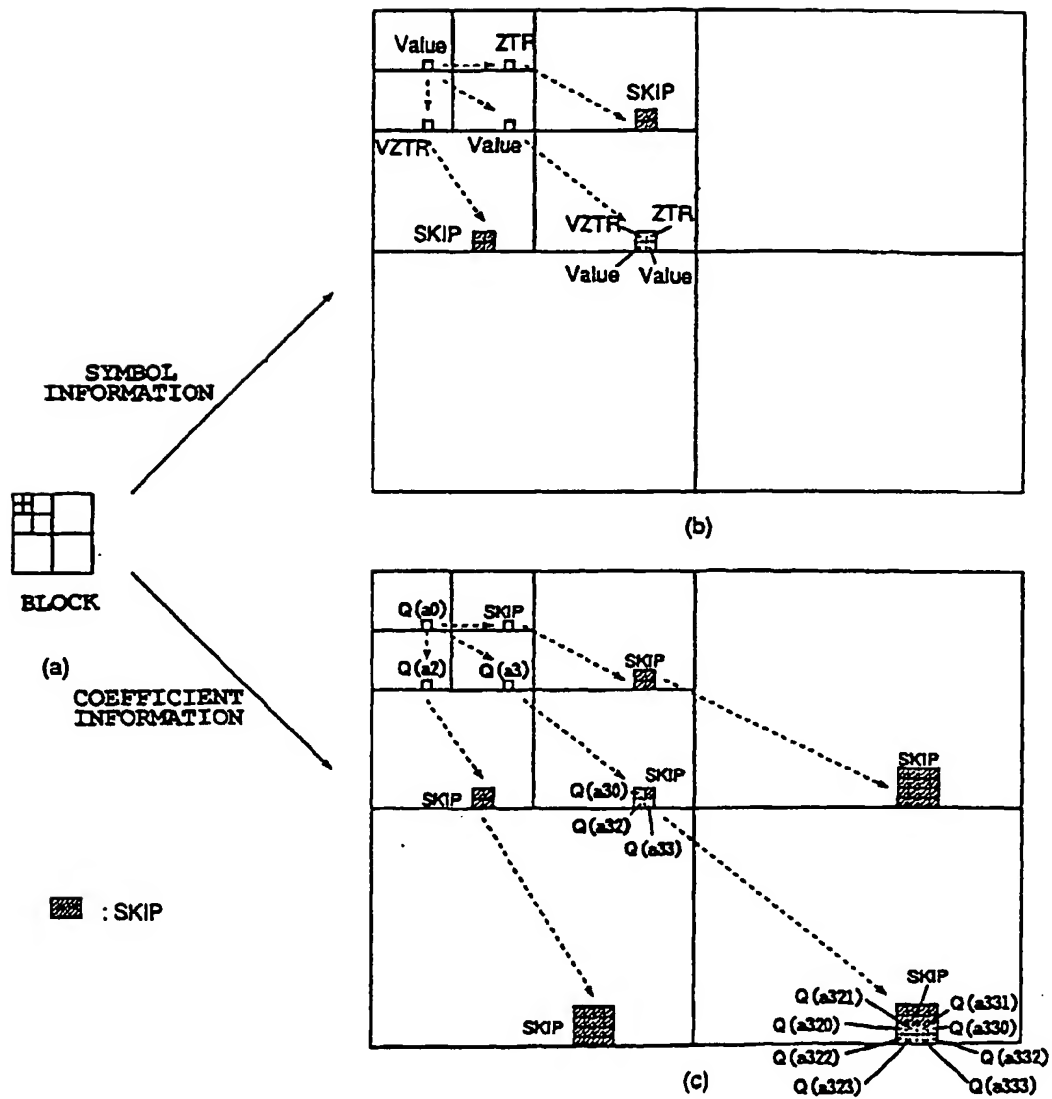 Value
ZTR
SKIP
VZTR
Value
SKIP
VZTR
ZTR
Value
Value
SYMBOL
INFORMATION
(b)
BLOCK
(a)
COEFFICIENT
INFORMATION
Q(a0)
SKIP
Q(a2)
Q(a3)
SKIP
SKIP
SKIP
SKIP
Q(a30)
Q(a32)
Q(a33)
: SKIP
SKIP
SKIP
Q(a321)
Q(a331)
Q(a320)
Q(a330)
Q(a322)
Q(a332)
Q(a323)
Q(a333)
(c)